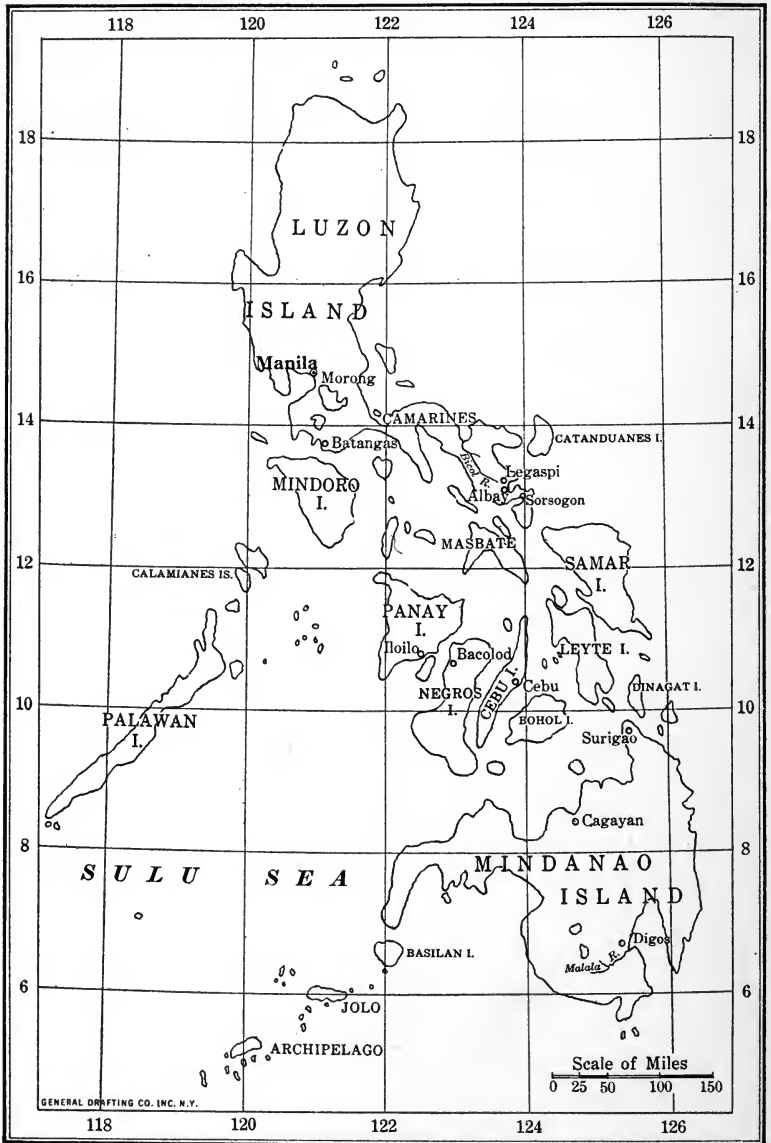 118 120 122 124 126
18 18
LUZON
16 16
ISLAND
Manila
Morong
14 CAMARINES 14
CATANDUANES I.
Batangas
Bicol R.
Legaspi
MINDORO
I.
Albay
Sorsogon
MASBATE
12 12
SAMAR
I.
CALAMIANES IS.
PANAY
I.
Iloilo
Bacolod
LEYTE I.
NEGROS
I.
CEBU I.
Cebu
DINAGAT I.
10 10
PALAWAN
I.
BOHOL I.
Surigao
Cagayan
8 8
MINDANAO
ISLAND
SULU SEA
Digos
BASILAN I.
Malala R.
6 6
JOLO
ARCHIPELAGO
Scale of Miles
0 25 50 100 150
GENERAL DRAFTING CO. INC. N.Y.
118 120 122 124 126